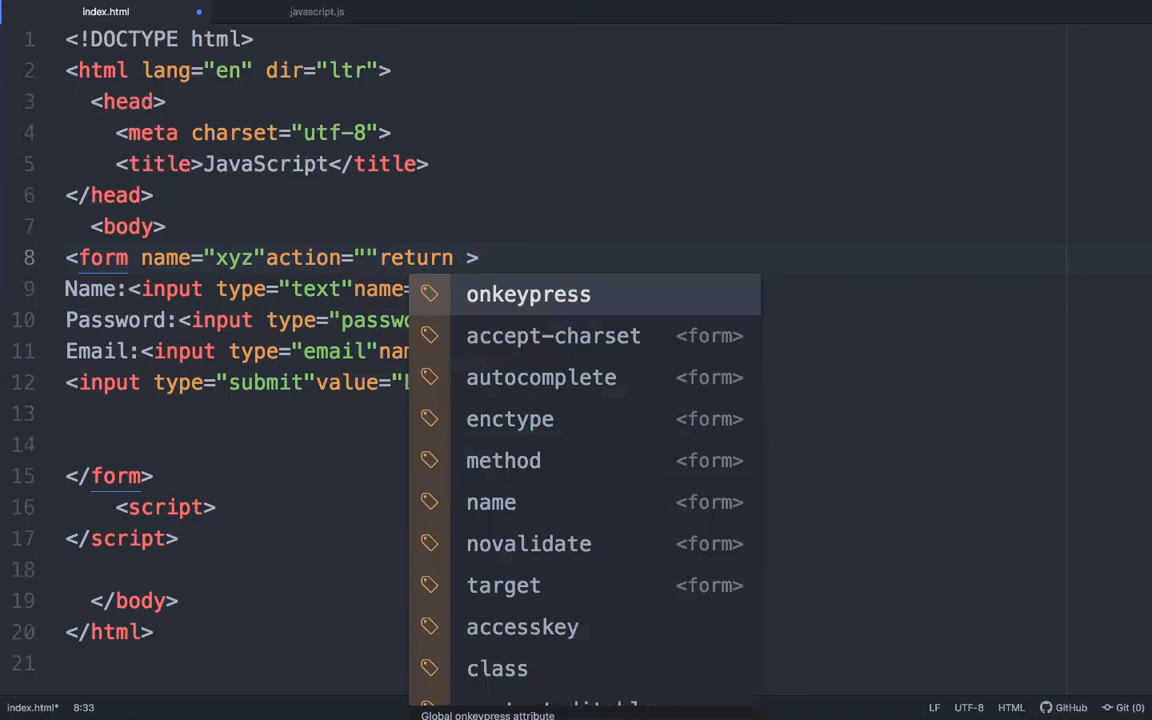 index.html
javascript.js
1 <!DOCTYPE html>
2 <html lang="en" dir="ltr">
3 <head>
4 <meta charset="utf-8">
5 <title>JavaScript</title>
6 </head>
7 <body>
8 <form name="xyz"action=""return >
9 Name:<input type="text"name=
10 Password:<input type="passwo
11 Email:<input type="email"nam
12 <input type="submit"value="L
13
14
15 </form>
16 <script>
17 </script>
18
19 </body>
20 </html>
21
onkeypress
accept-charset <form>
autocomplete <form>
enctype <form>
method <form>
name <form>
novalidate <form>
target <form>
accesskey
class
Global onkeypress attribute
index.html* 8:33 LF UTF-8 HTML GitHub Git (0)